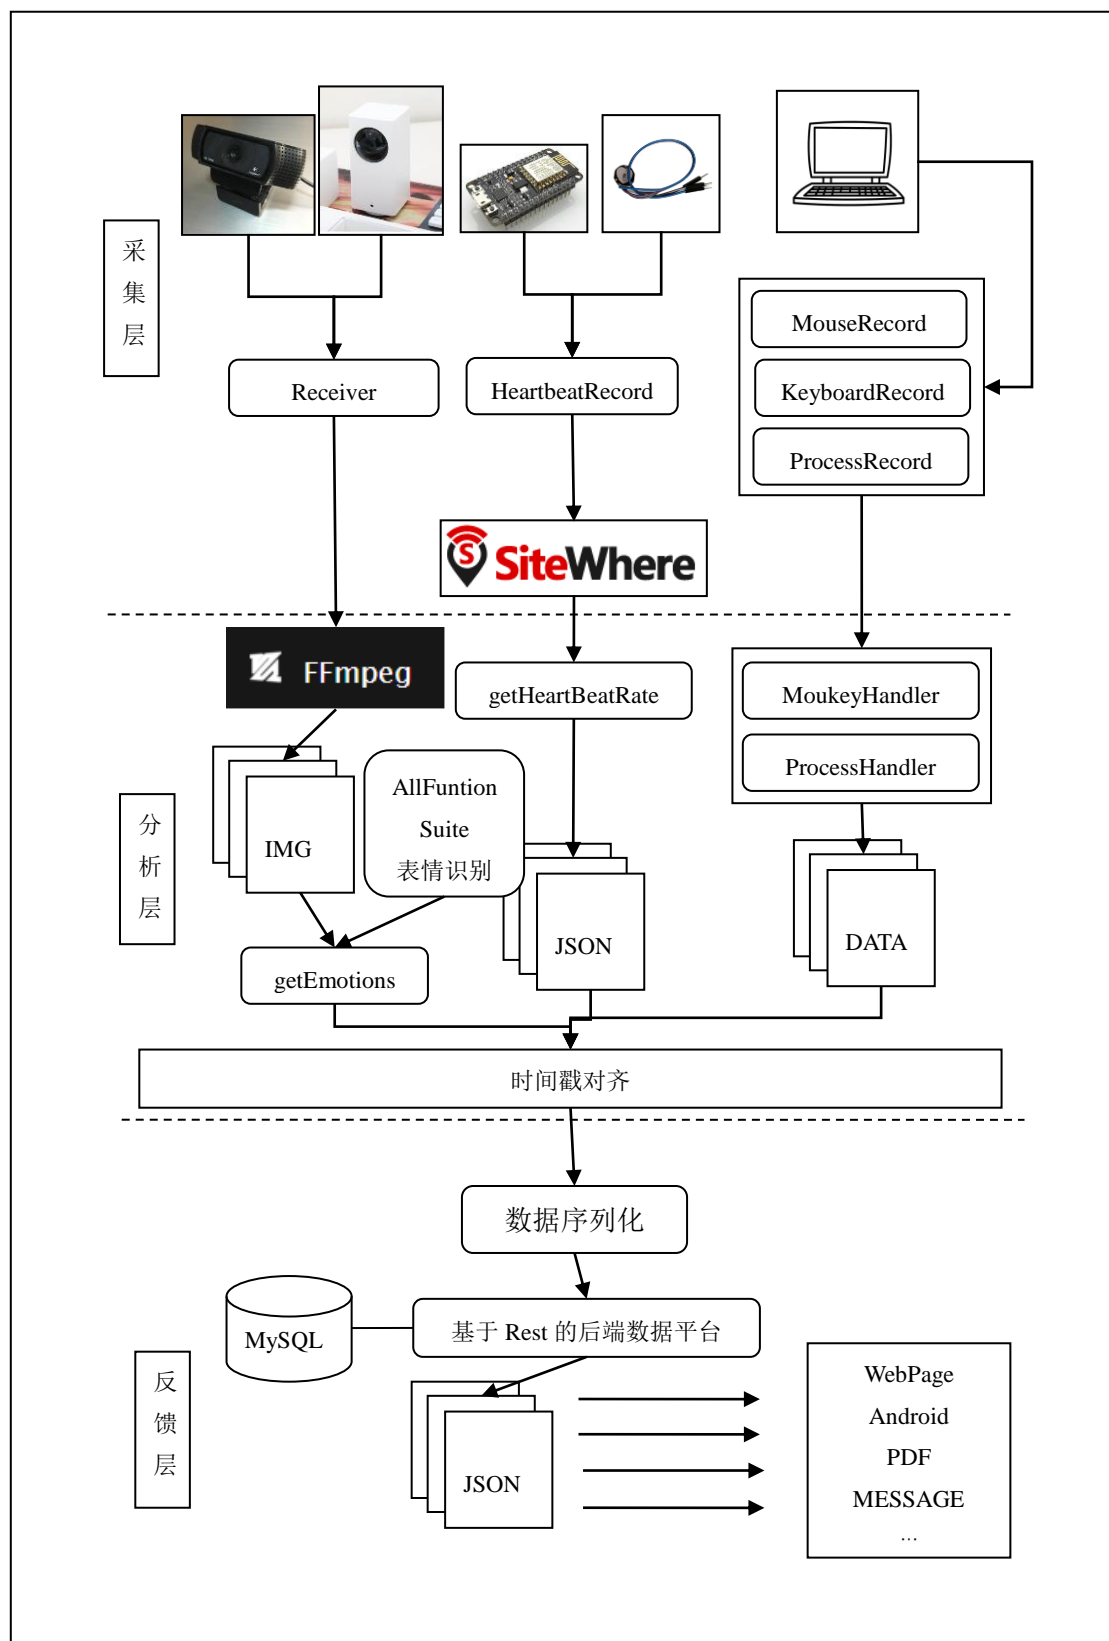 采
集
层
MouseRecord
KeyboardRecord
ProcessRecord
Receiver
HeartbeatRecord
S
SiteWhere
FFmpeg
getHeartBeatRate
MoukeyHandler
ProcessHandler
分
析
层
IMG
AllFuntion
Suite
表情识别
JSON
DATA
getEmotions
时间戳对齐
数据序列化
MySQL
基于 Rest 的后端数据平台
反
馈
层
JSON
WebPage
Android
PDF
MESSAGE
...